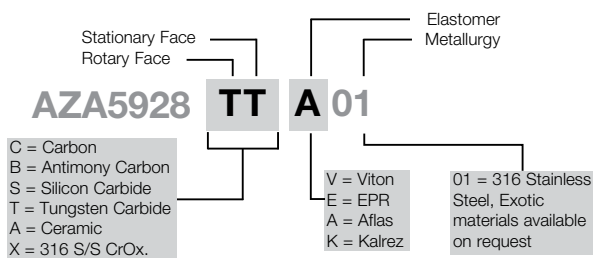 Elastomer
Stationary Face
Metallurgy
Rotary Face
AZA5928 TT A 01
C = Carbon
B = Antimony Carbon
S = Silicon Carbide
T = Tungsten Carbide
A = Ceramic
X = 316 S/S CrOx.
V = Viton
E = EPR
A = Aflas
K = Kalrez
01 = 316 Stainless
Steel, Exotic
materials available
on request